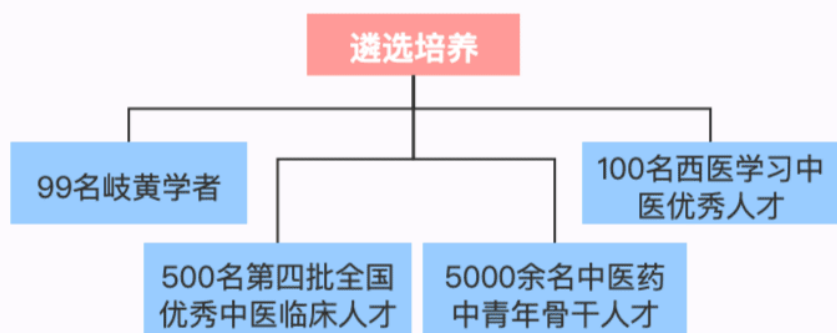 遴选培养
99名岐黄学者
100名西医学习中
医优秀人才
500名第四批全国
优秀中医临床人才
5000余名中医药
中青年骨干人才